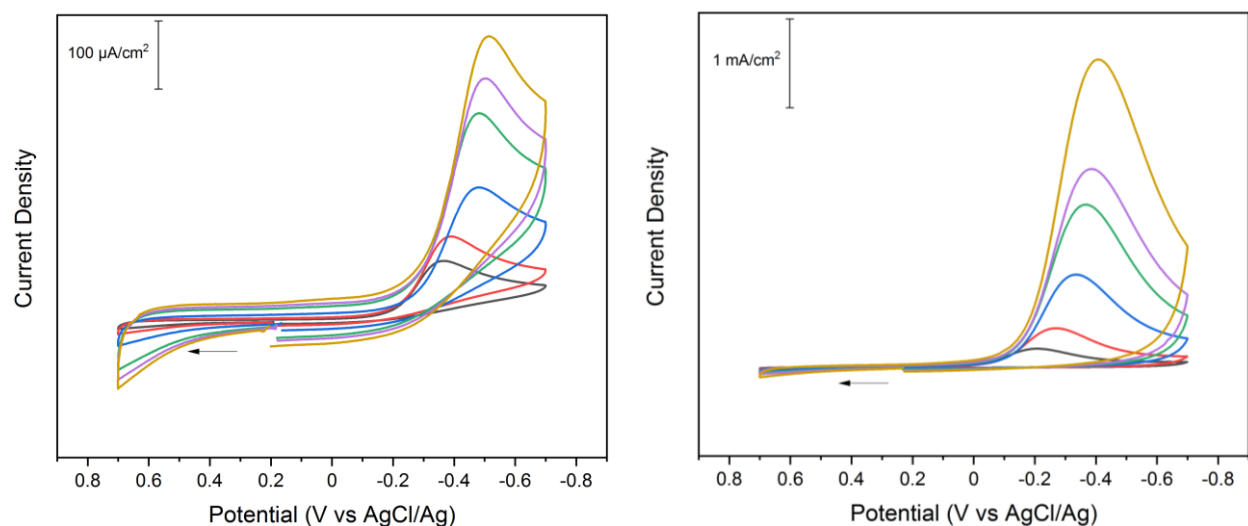 100 µA/cm²
Current Density
0.8 0.6 0.4 0.2 0 -0.2 -0.4 -0.6 -0.8
Potential (V vs AgCl/Ag)
1 mA/cm²
Current Density
0.8 0.6 0.4 0.2 0 -0.2 -0.4 -0.6 -0.8
Potential (V vs AgCl/Ag)